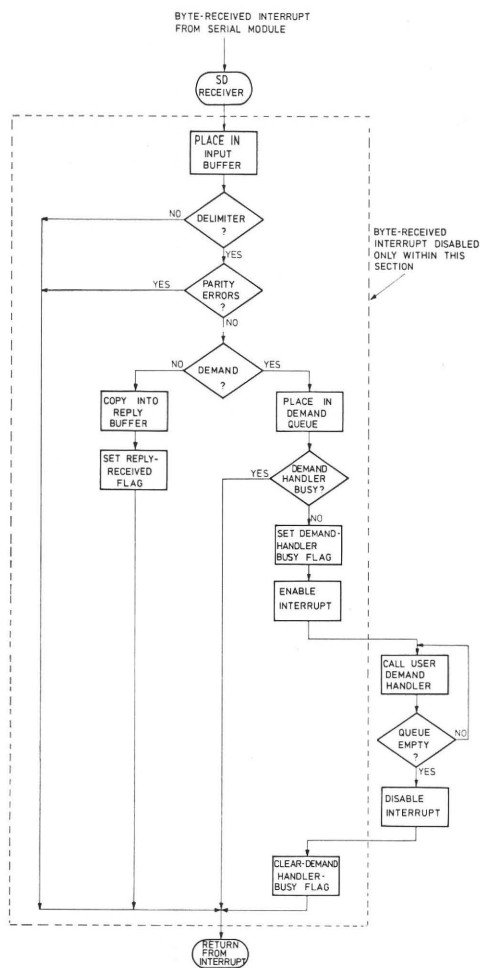 BYTE-RECEIVED INTERRUPT
FROM SERIAL MODULE
SD
RECEIVER
PLACE IN
INPUT
BUFFER
NO
DELIMITER
?
YES
BYTE-RECEIVED
INTERRUPT DISABLED
ONLY WITHIN THIS
SECTION
YES
PARITY
ERRORS
?
NO
NO
DEMAND
?
YES
COPY INTO
REPLY
BUFFER
PLACE IN
DEMAND
QUEUE
SET REPLY-
RECEIVED
FLAG
YES
DEMAND
HANDLER
BUSY?
NO
SET DEMAND-
HANDLER
BUSY FLAG
ENABLE
INTERRUPT
CALL USER
DEMAND
HANDLER
QUEUE
EMPTY
?
NO
YES
DISABLE
INTERRUPT
CLEAR-DEMAND
HANDLER-
BUSY FLAG
RETURN
FROM
INTERRUPT